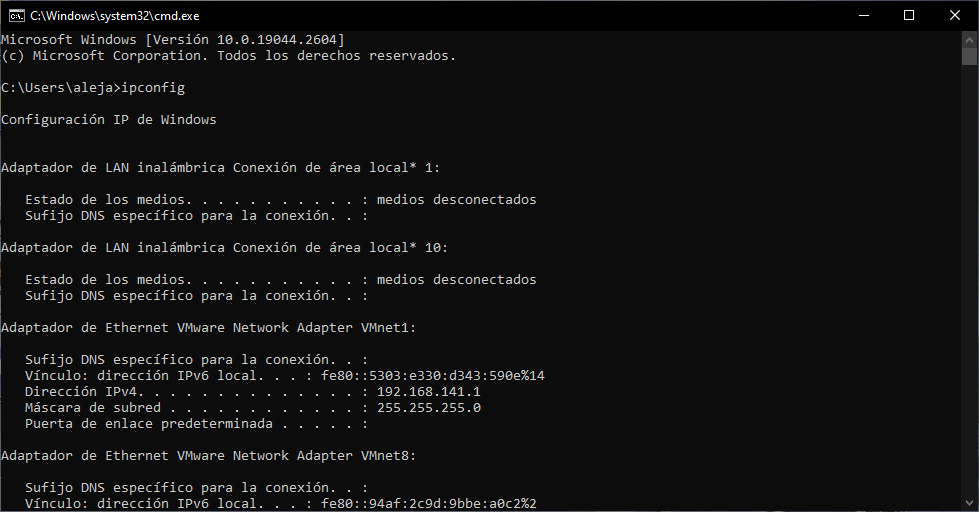 C:\Windows\system32\cmd.exe
Microsoft Windows [Versión 10.0.19044.2604]
(c) Microsoft Corporation. Todos los derechos reservados.
C:\Users\aleja>ipconfig
Configuración IP de Windows
Adaptador de LAN inalámbrica Conexión de área local* 1:
Estado de los medios. . . . . . . . . . . : medios desconectados
Sufijo DNS específico para la conexión. . :
Adaptador de LAN inalámbrica Conexión de área local* 10:
Estado de los medios. . . . . . . . . . . : medios desconectados
Sufijo DNS específico para la conexión. . :
Adaptador de Ethernet VMware Network Adapter VMnet1:
Sufijo DNS específico para la conexión. . :
Vínculo: dirección IPv6 local. . . : fe80::5303:e330:d343:590e%14
Dirección IPv4. . . . . . . . . . . . . . : 192.168.141.1
Máscara de subred . . . . . . . . . . . . : 255.255.255.0
Puerta de enlace predeterminada . . . . . :
Adaptador de Ethernet VMware Network Adapter VMnet8:
Sufijo DNS específico para la conexión. . :
Vínculo: dirección IPv6 local. . . : fe80::94af:2c9d:9bbe:a0c2%2